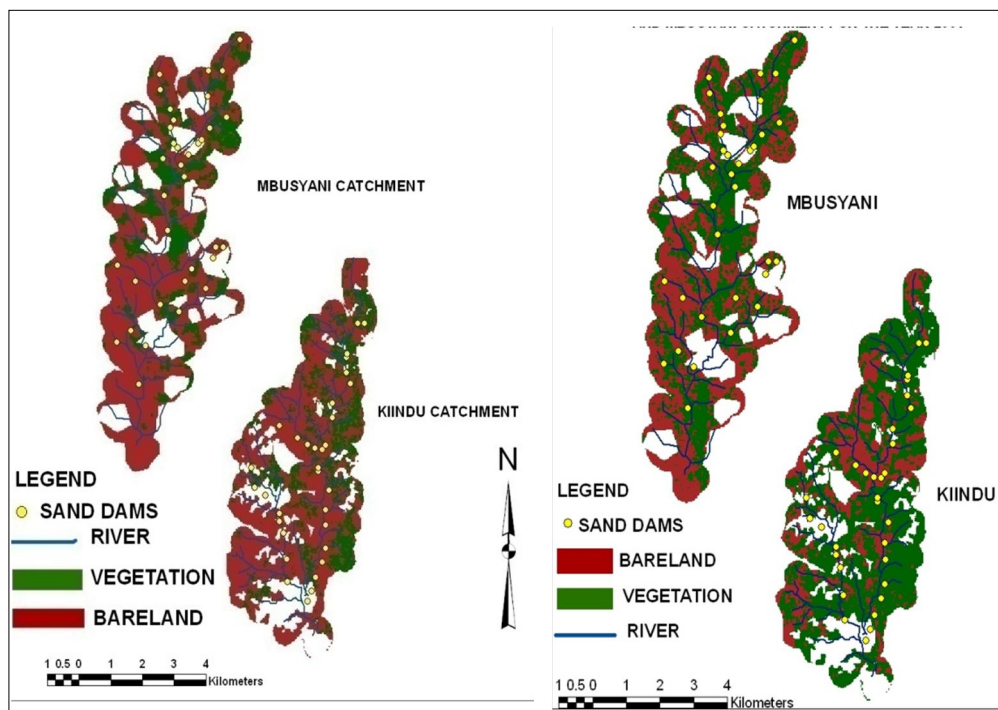 MBUSYANI CATCHMENT
KIINDU CATCHMENT
N
LEGEND
SAND DAMS
RIVER
VEGETATION
BARELAND
1 0.5 0 1 2 3 4
Kilometers
MBUSYANI
KIINDU
LEGEND
SAND DAMS
BARELAND
VEGETATION
RIVER
1 0.5 0 1 2 3 4
Kilometers